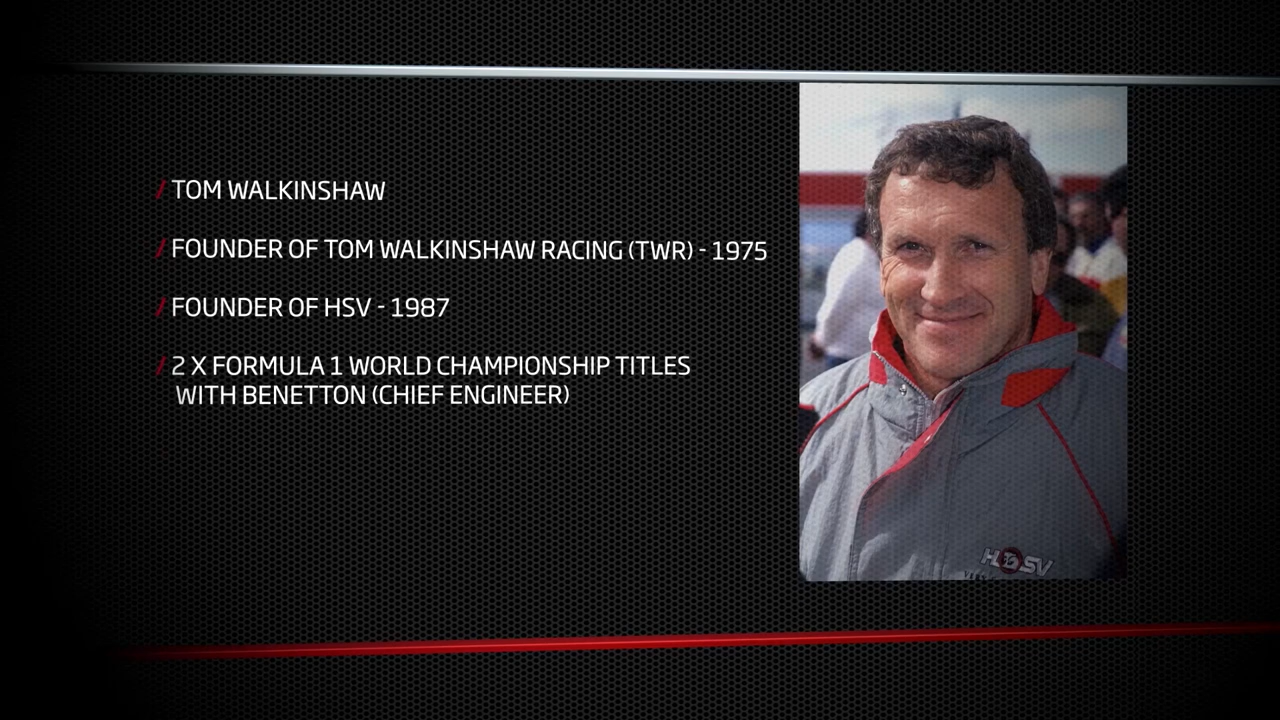 / TOM WALKINSHAW
/ FOUNDER OF TOM WALKINSHAW RACING (TWR) - 1975
/ FOUNDER OF HSV - 1987
/ 2 X FORMULA 1 WORLD CHAMPIONSHIP TITLES
WITH BENETTON (CHIEF ENGINEER)
HSV